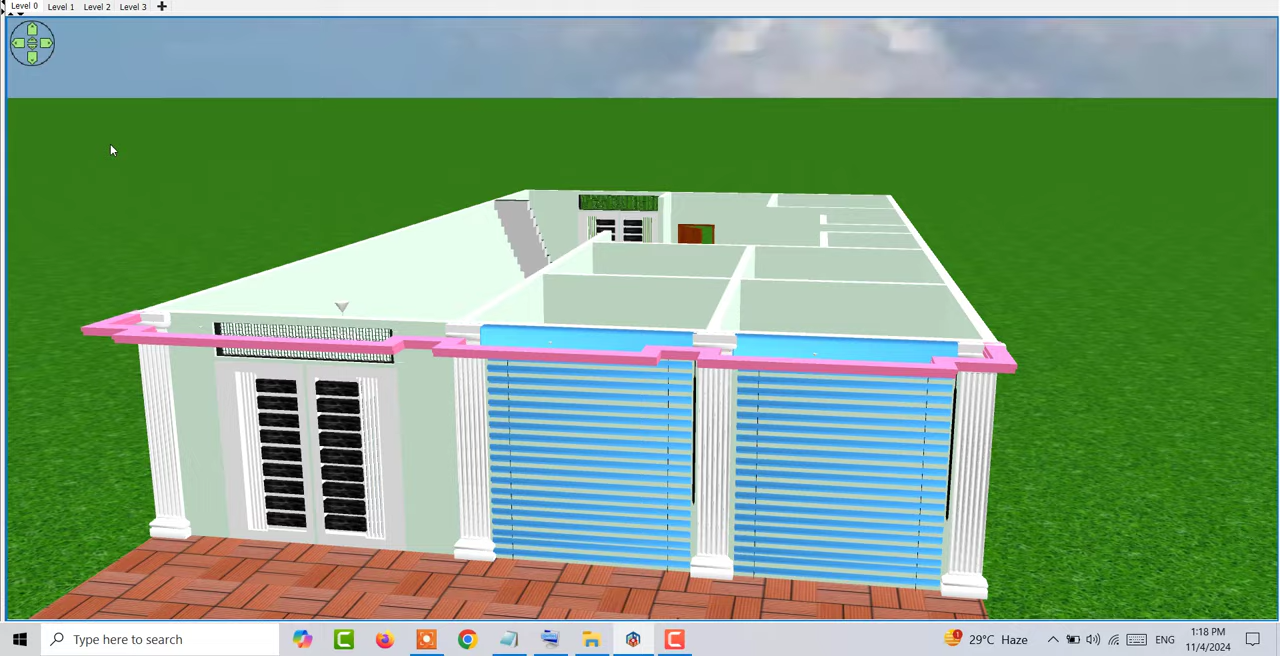 Level 0 Level 1 Level 2 Level 3
Type here to search
1 29°C Haze ENG
1:18 PM
11/4/2024